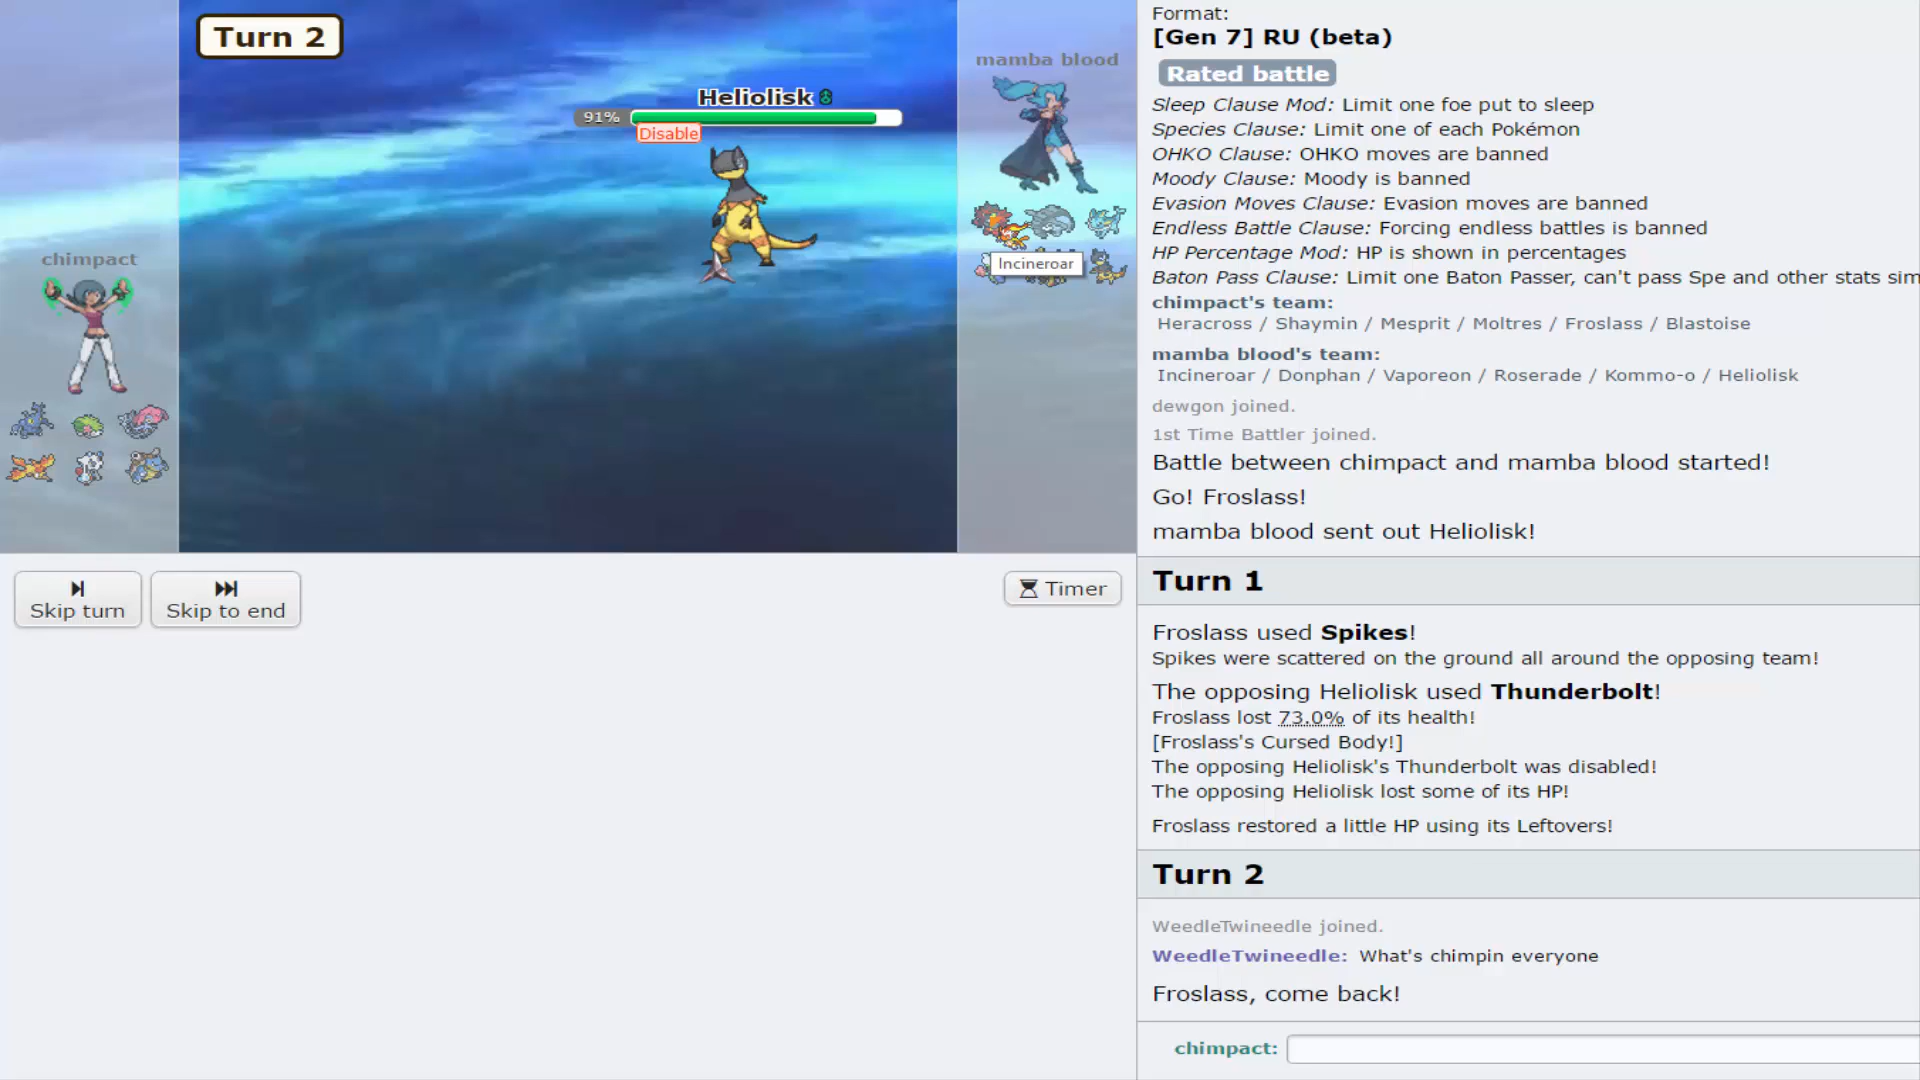 Turn 2
Heliolisk
91%
Disable
mamba blood
Incineroar
chimpact
Skip turn
Skip to end
Timer
Format:
[Gen 7] RU (beta)
Rated battle
Sleep Clause Mod: Limit one foe put to sleep
Species Clause: Limit one of each Pokémon
OHKO Clause: OHKO moves are banned
Moody Clause: Moody is banned
Evasion Moves Clause: Evasion moves are banned
Endless Battle Clause: Forcing endless battles is banned
HP Percentage Mod: HP is shown in percentages
Baton Pass Clause: Limit one Baton Passer, can't pass Spe and other stats sim
chimpact's team:
Heracross / Shaymin / Mesprit / Moltres / Froslass / Blastoise
mamba blood's team:
Incineroar / Donphan / Vaporeon / Roserade / Kommo-o / Heliolisk
dewgon joined.
1st Time Battler joined.
Battle between chimpact and mamba blood started!
Go! Froslass!
mamba blood sent out Heliolisk!
Turn 1
Froslass used Spikes!
Spikes were scattered on the ground all around the opposing team!
The opposing Heliolisk used Thunderbolt!
Froslass lost 73.0% of its health!
[Froslass's Cursed Body!]
The opposing Heliolisk's Thunderbolt was disabled!
The opposing Heliolisk lost some of its HP!
Froslass restored a little HP using its Leftovers!
Turn 2
WeedleTwineedle joined.
WeedleTwineedle: What's chimpin everyone
Froslass, come back!
chimpact: